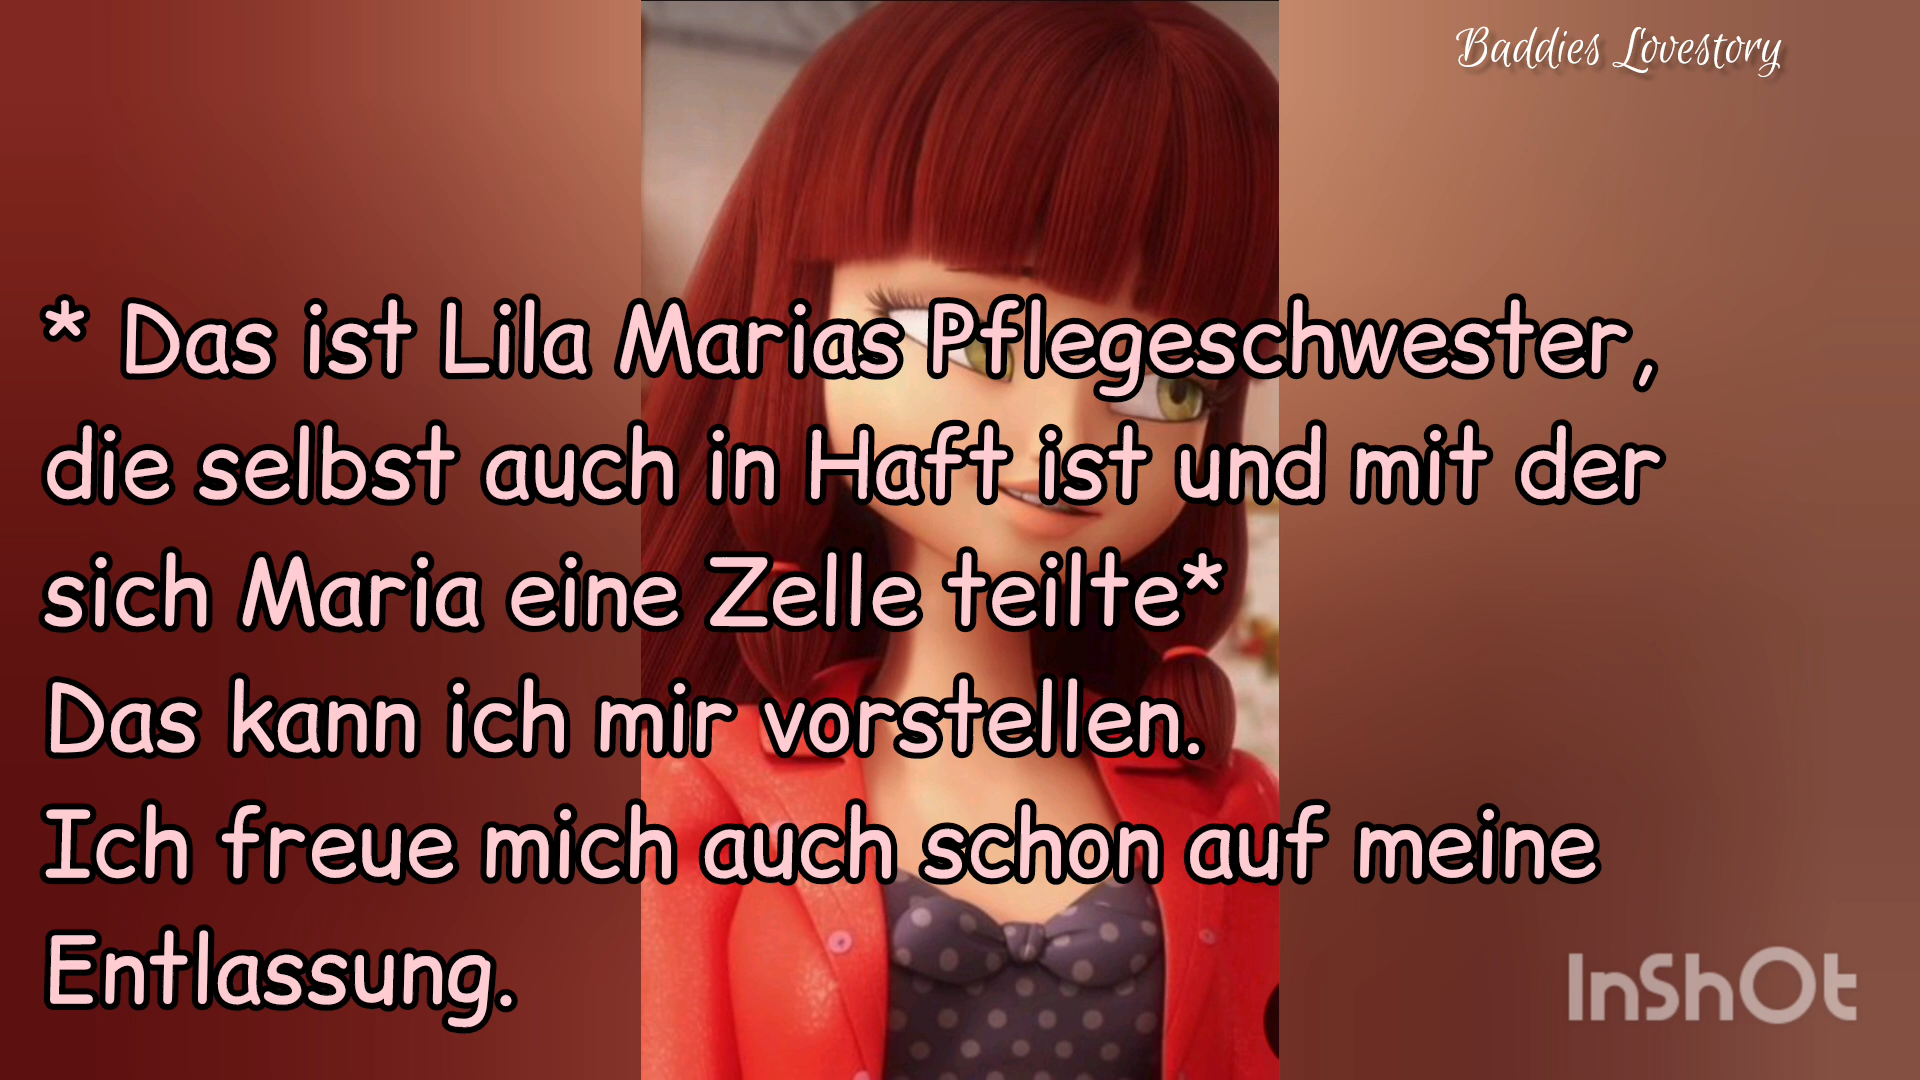 Baddies Lovestory
* Das ist Lila Marias Pflegeschwester,
die selbst auch in Haft ist und mit der
sich Maria eine Zelle teilte*
Das kann ich mir vorstellen.
Ich freue mich auch schon auf meine
Entlassung.
InShOt